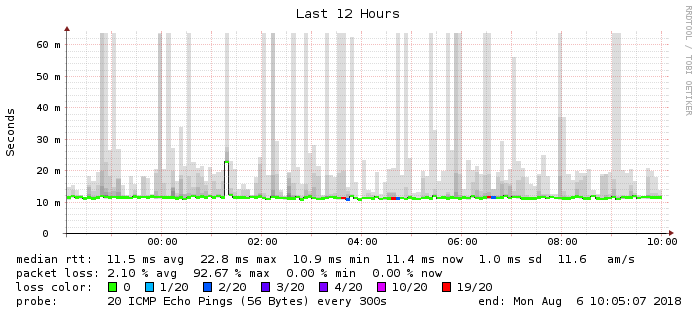 Last 12 Hours
RRDTOOL / TOBI OETIKER
Seconds
60 m
50 m
40 m
30 m
20 m
10 m
0
00:00 02:00 04:00 06:00 08:00 10:00
median rtt: 11.5 ms avg 22.8 ms max 10.9 ms min 11.4 ms now 1.0 ms sd 11.6 am/s
packet loss: 2.10 % avg 92.67 % max 0.00 % min 0.00 % now
loss color: 0 1/20 2/20 3/20 4/20 10/20 19/20
probe: 20 ICMP Echo Pings (56 Bytes) every 300s end: Mon Aug 6 10:05:07 2018